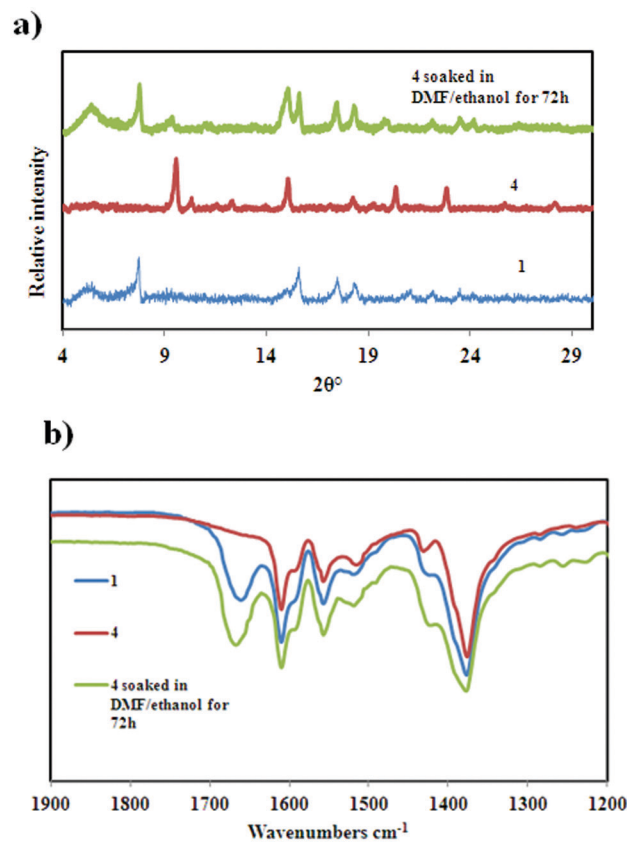 a)
4 soaked in
DMF/ethanol for 72h
4
1
Relative intensity
4 9 14 19 24 29
2θ°
b)
1
4
4 soaked in
DMF/ethanol for
72h
1900 1800 1700 1600 1500 1400 1300 1200
Wavenumbers cm-1